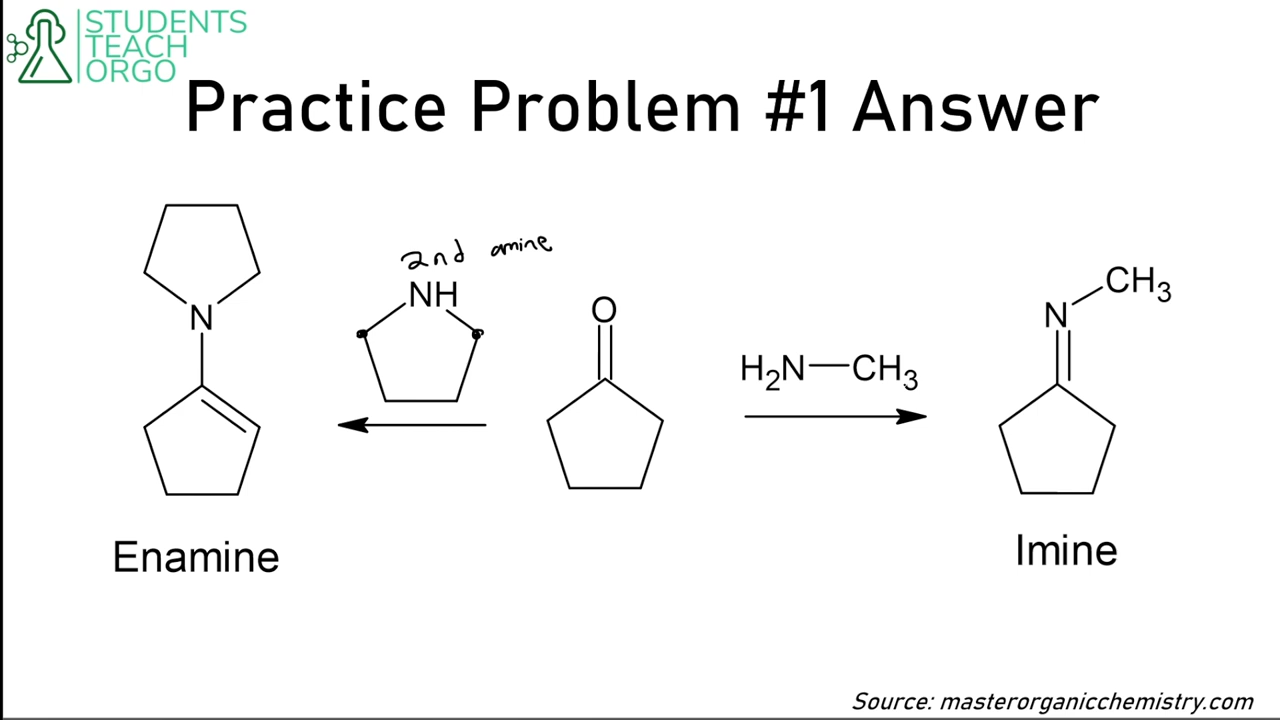 STUDENTS
TEACH
ORGO
Practice Problem #1 Answer
2nd amine
NH
N
O
H₂N—CH₃
N
CH₃
Enamine
Imine
Source: masterorganicchemistry.com